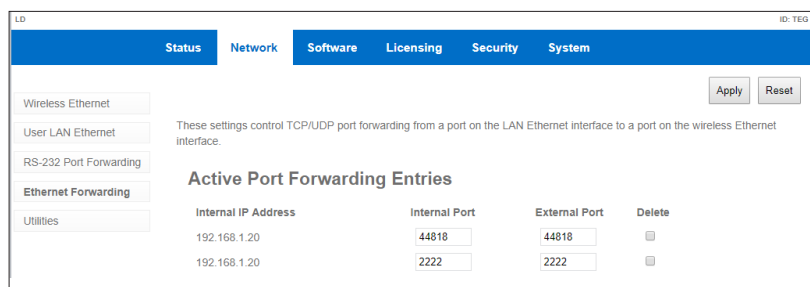 LD ID: TEG
Status Network Software Licensing Security System
Apply Reset
Wireless Ethernet
User LAN Ethernet
RS-232 Port Forwarding
Ethernet Forwarding
Utilities
These settings control TCP/UDP port forwarding from a port on the LAN Ethernet interface to a port on the wireless Ethernet
interface.
Active Port Forwarding Entries
Internal IP Address Internal Port External Port Delete
192.168.1.20 44818 44818
192.168.1.20 2222 2222